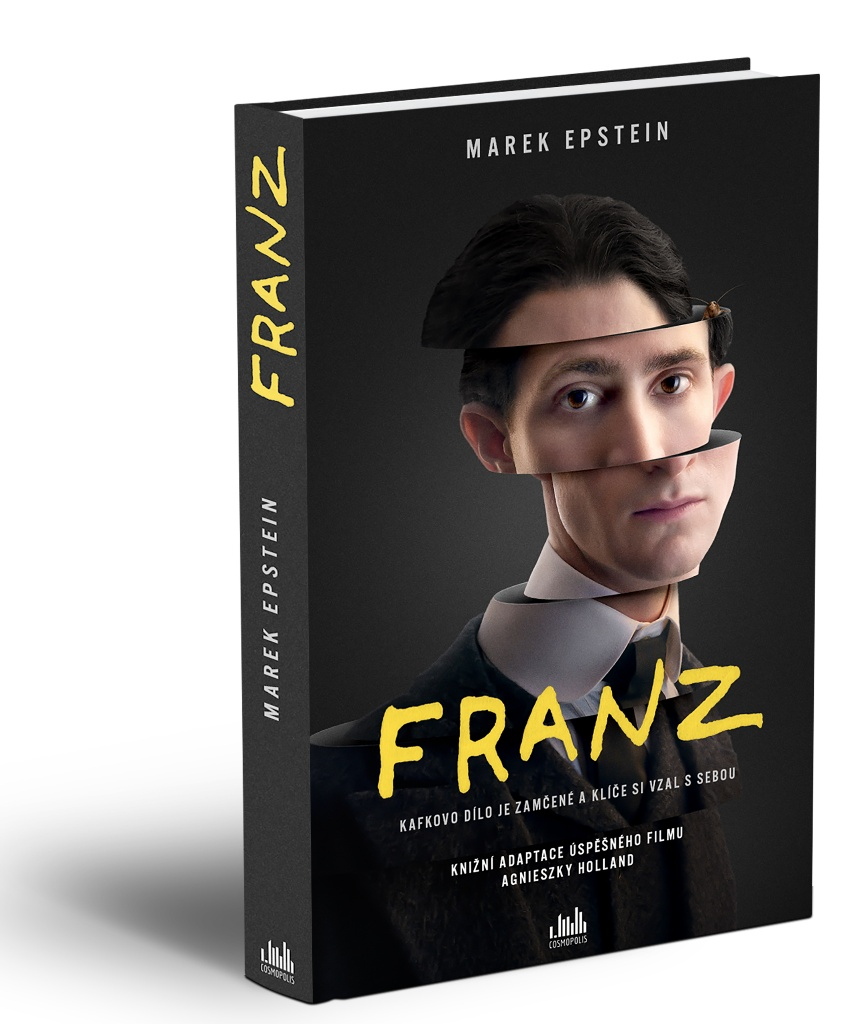 FRANZ
MAREK EPSTEIN
COSMOPOLIS
MAREK EPSTEIN
FRANZ
KAFKOVO DÍLO JE ZAMČENÉ A KLÍČE SI VZAL S SEBOU
KNIŽNÍ ADAPTACE ÚSPĚŠNÉHO FILMU
AGNIESZKY HOLLAND
COSMOPOLIS